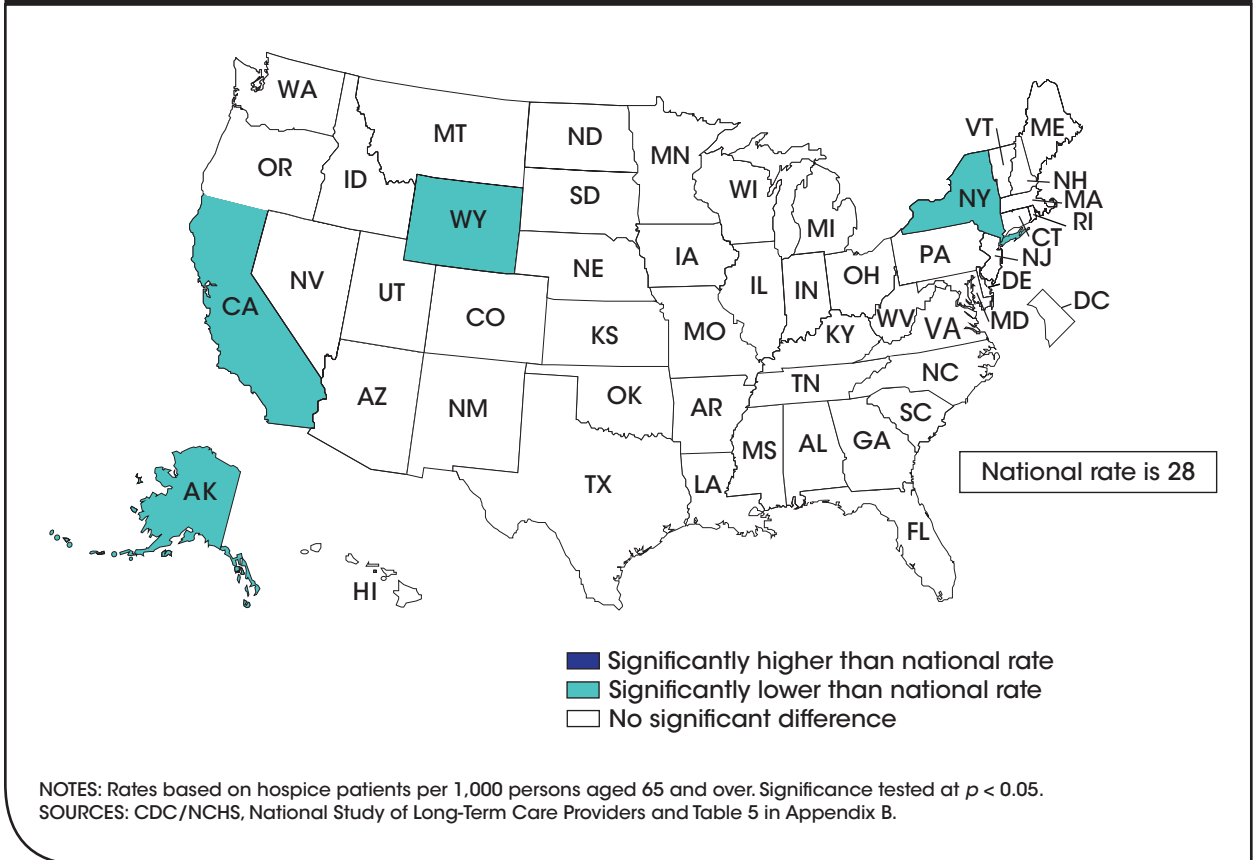 WA
MT
ND
MN
VT
ME
OR
ID
SD
WI
NH
WY
NY
MA
MI
RI
CT
IA
PA
NE
NJ
NV
OH
DE
UT
IL
IN
CA
CO
DC
WV
MD
KS
MO
KY
VA
NC
TN
AZ
OK
NM
AR
SC
MS
AL
GA
National rate is 28
TX
LA
AK
FL
HI
Significantly higher than national rate
Significantly lower than national rate
No significant difference
NOTES: Rates based on hospice patients per 1,000 persons aged 65 and over. Significance tested at p < 0.05.
SOURCES: CDC/NCHS, National Study of Long-Term Care Providers and Table 5 in Appendix B.